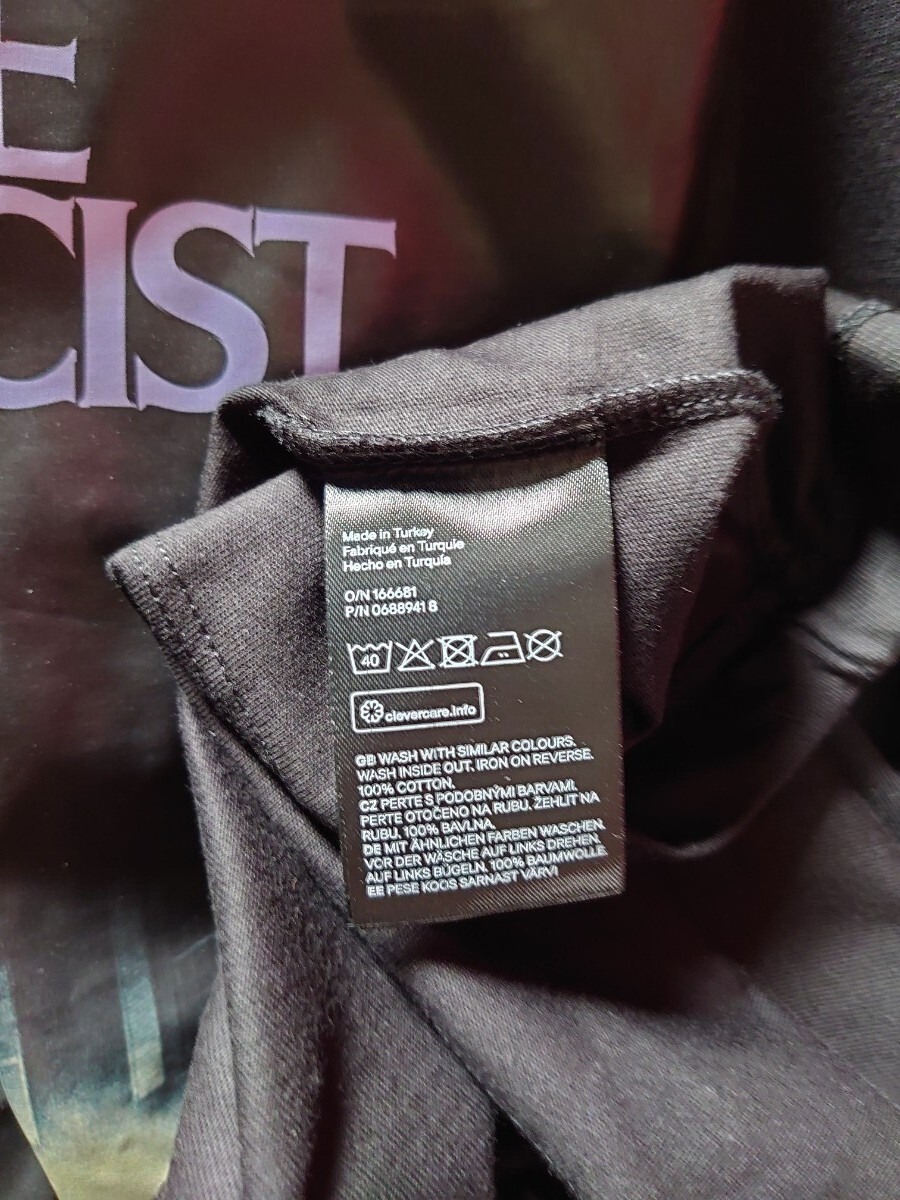 E
CIST
Made in Turkey
Fabriqué en Turquie
Hecho en Turquía
O/N 166681
P/N 0688941 8
40
clevercare.info
GB WASH WITH SIMILAR COLOURS.
WASH INSIDE OUT. IRON ON REVERSE.
100% COTTON.
CZ PERTE S PODOBNÝMI BARVAMI.
PERTE OTOČENO NA RUBU. ŽEHLIT NA
RUBU. 100% BAVLNA.
DE MIT ÄHNLICHEN FARBEN WASCHEN.
VOR DER WÄSCHE AUF LINKS DREHEN.
AUF LINKS BÜGELN. 100% BAUMWOLLE.
EE PESE KOOS SARNAST VÄRVI